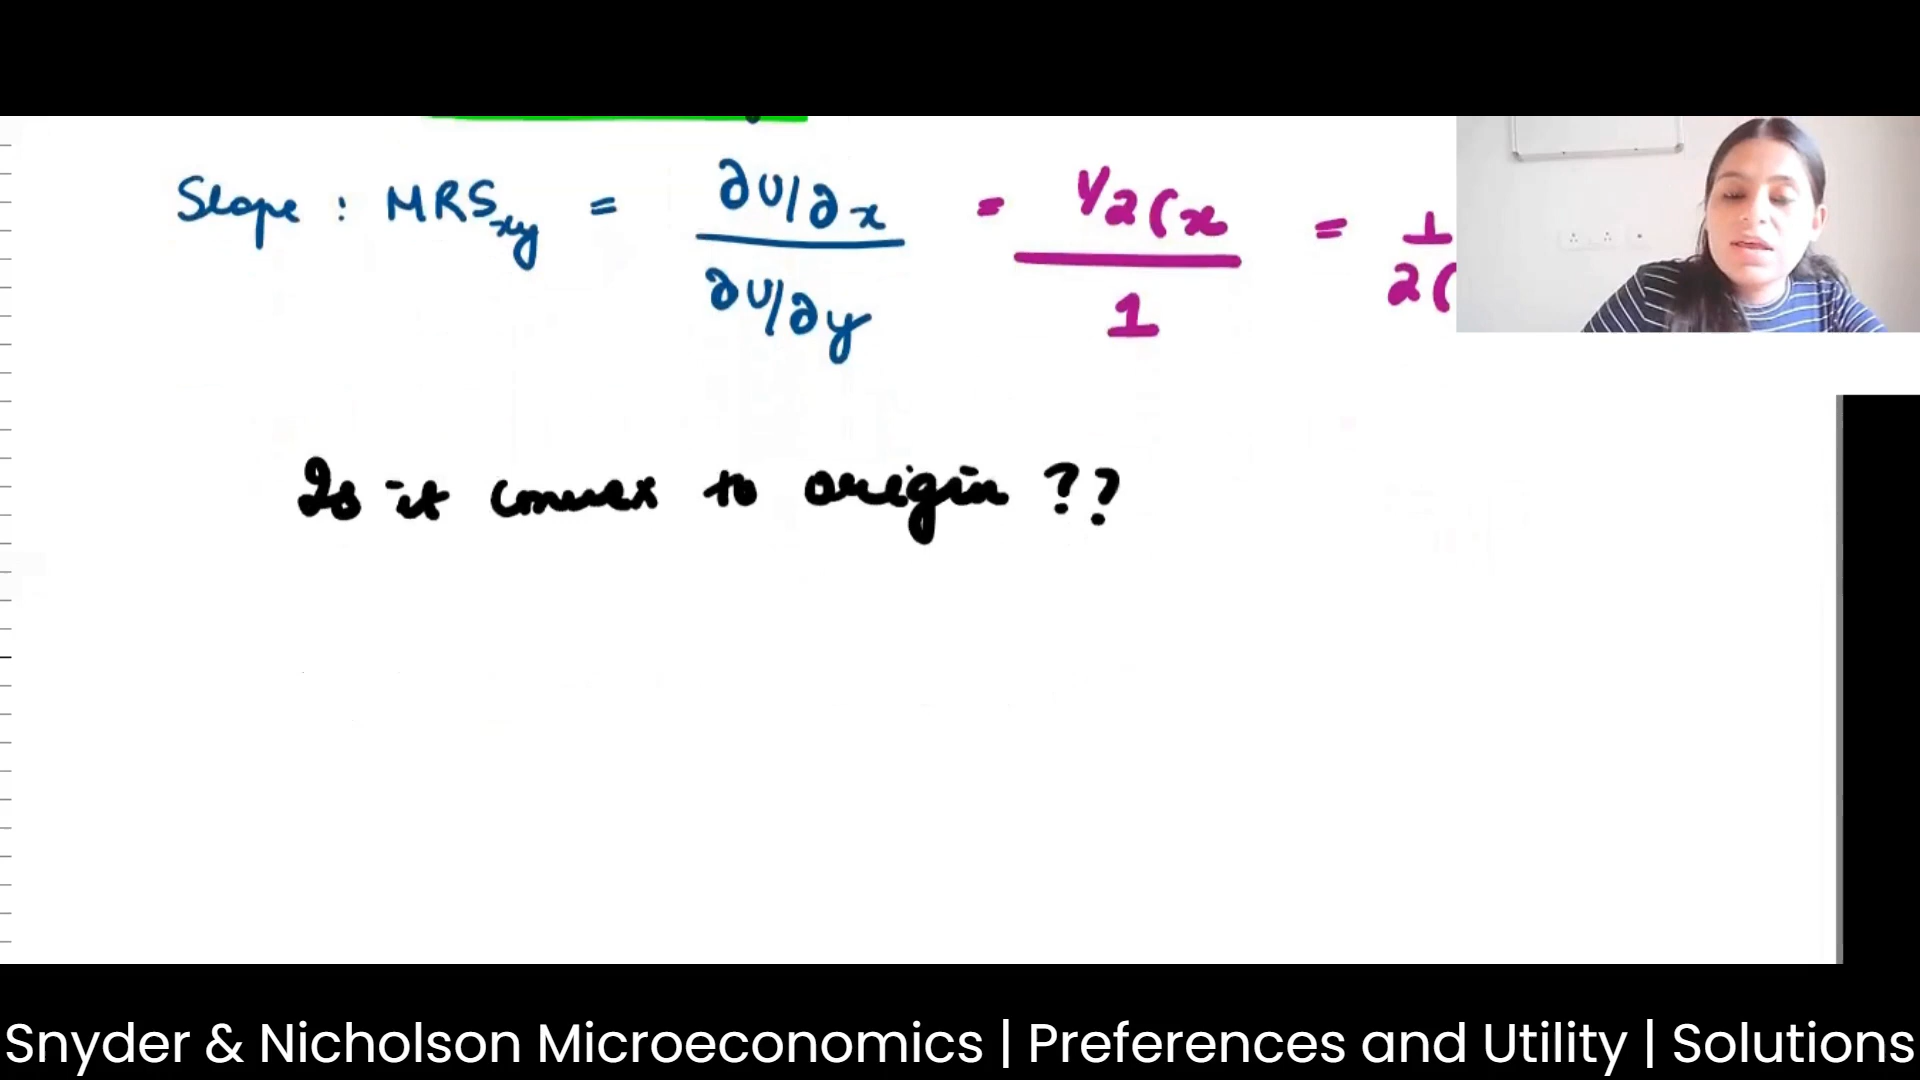 Slope : MRSxy = ∂U/∂x / ∂U/∂y = 1/2√x / 1 = 1 / 2√
Is it convex to origin ??
Snyder & Nicholson Microeconomics | Preferences and Utility | Solutions